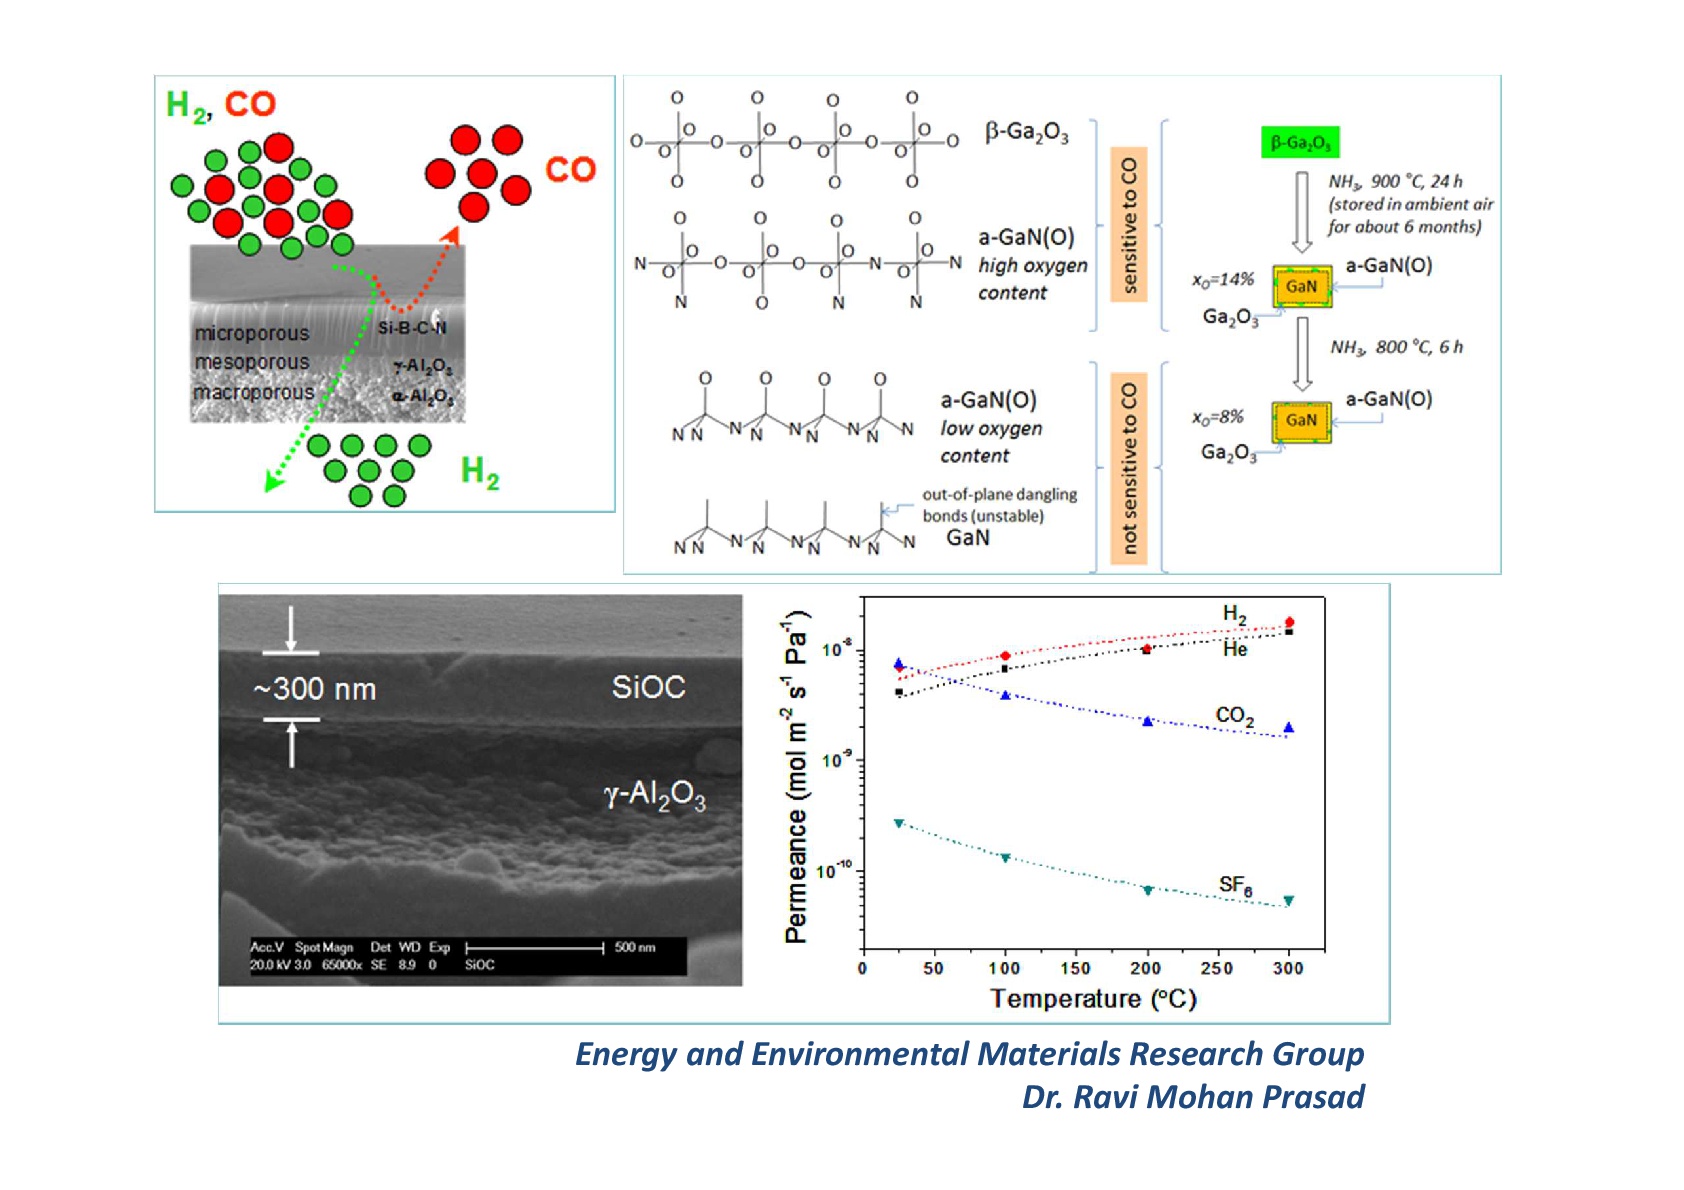 H2, CO
CO
microporous Si-B-C-N
mesoporous γ-Al2O3
macroporous α-Al2O3
H2
O O O O
O O O O O O O O O
O O O O
O O O O
β-Ga2O3
O O O O
N O O O O O N O N
O O
N O N N
a-GaN(O)
high oxygen
content
sensitive to CO
O O O O
N N N N N N N N
a-GaN(O)
low oxygen
content
out-of-plane dangling
bonds (unstable)
N N N N N N N N
GaN
not sensitive to CO
β-Ga2O3
NH3, 900 °C, 24 h
(stored in ambient air
for about 6 months)
xO=14%
GaN
a-GaN(O)
Ga2O3
NH3, 800 °C, 6 h
xO=8%
GaN
a-GaN(O)
Ga2O3
~300 nm
SiOC
γ-Al2O3
Acc.V Spot Magn Det WD Exp 500 nm
20.0 kV 3.0 65000x SE 8.9 0 SiOC
Permeance (mol m-2 s-1 Pa-1)
10-8
10-9
10-10
H2
He
CO2
SF6
0 50 100 150 200 250 300
Temperature (°C)
Energy and Environmental Materials Research Group
Dr. Ravi Mohan Prasad